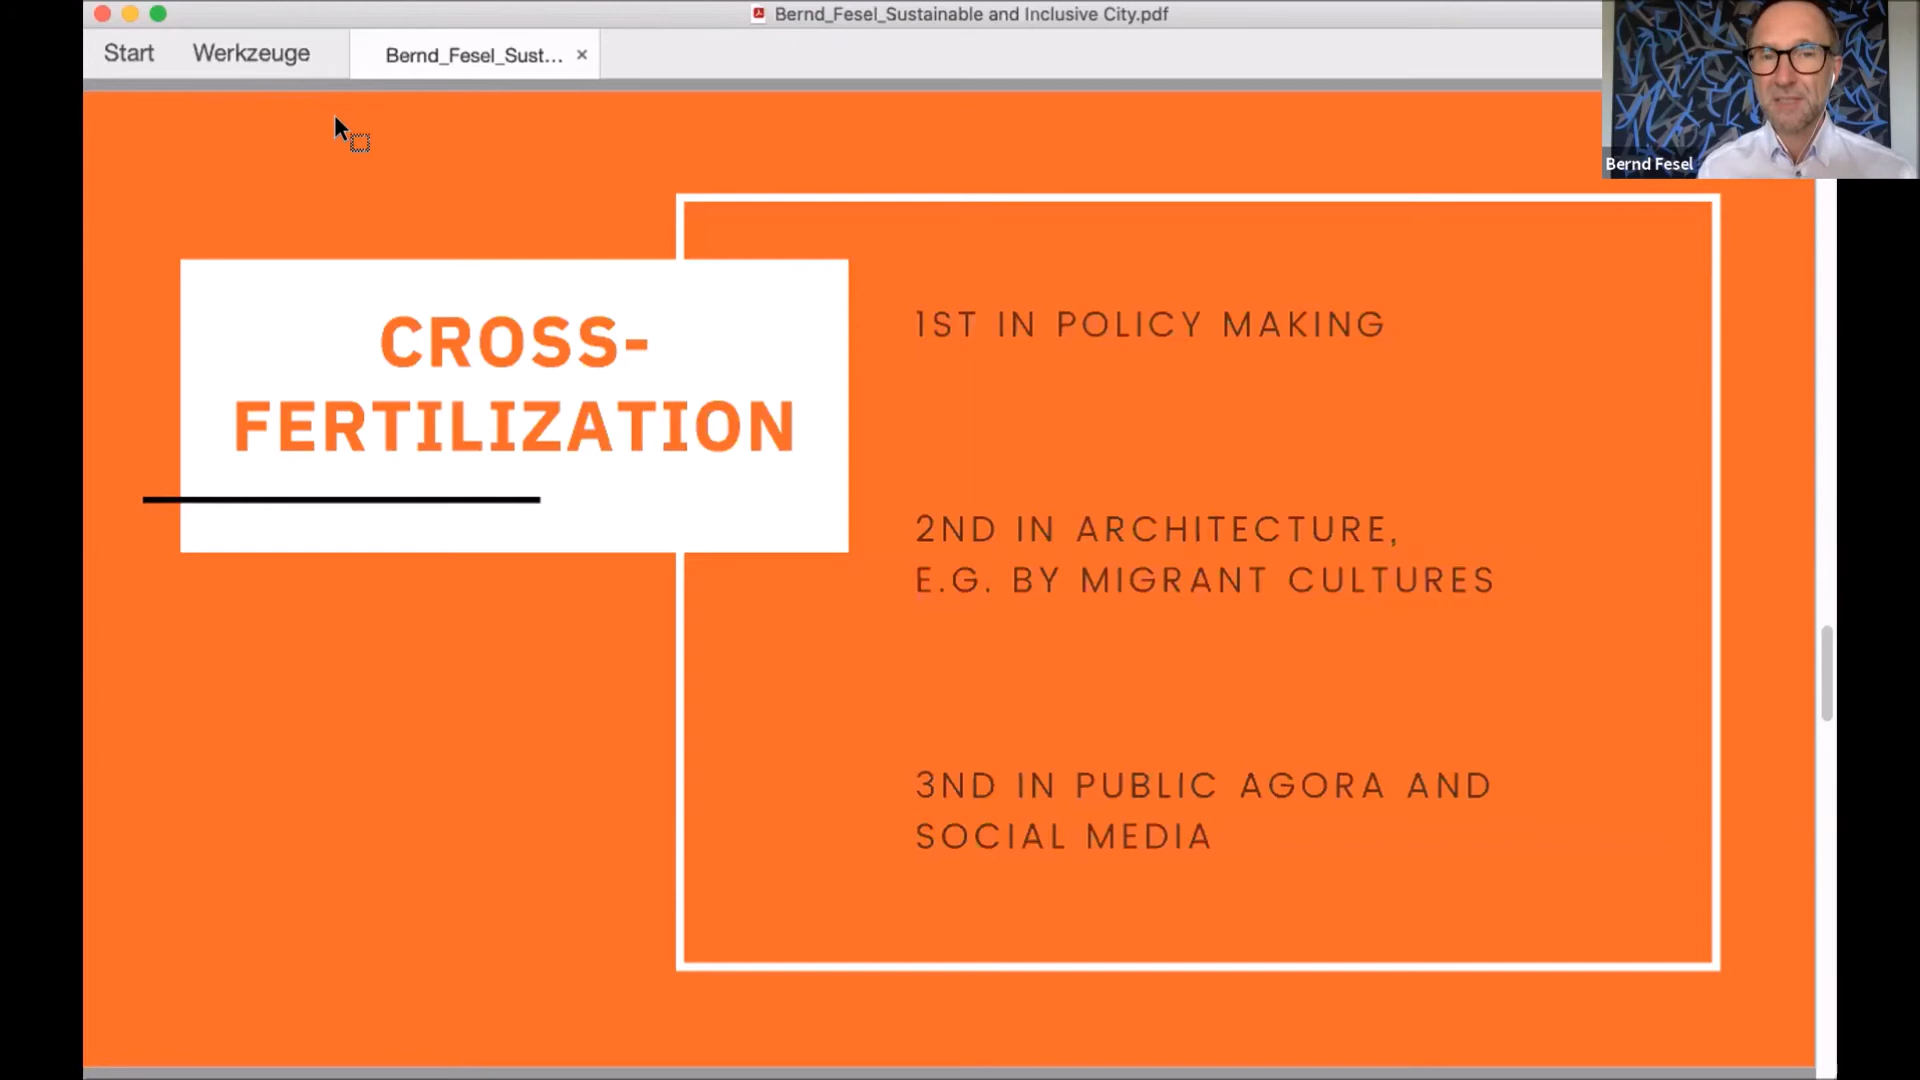 Bernd_Fesel_Sustainable and Inclusive City.pdf
Start
Werkzeuge
Bernd_Fesel_Sust... ×
Bernd Fesel
CROSS-
FERTILIZATION
1ST IN POLICY MAKING
2ND IN ARCHITECTURE,
E.G. BY MIGRANT CULTURES
3ND IN PUBLIC AGORA AND
SOCIAL MEDIA